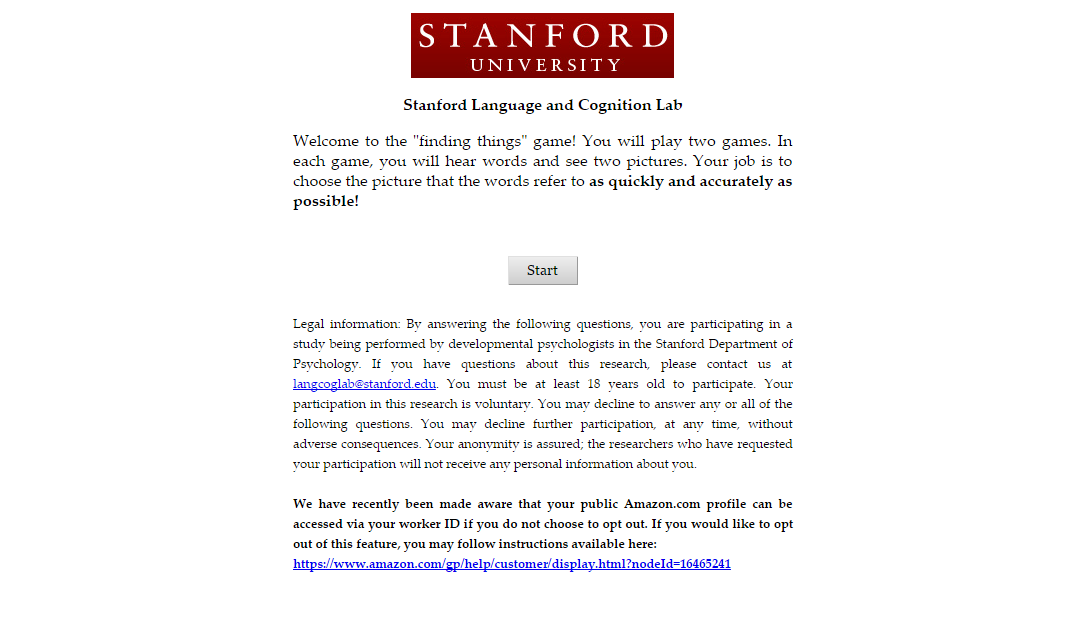 STANFORD
UNIVERSITY
Stanford Language and Cognition Lab
Welcome to the "finding things" game! You will play two games. In
each game, you will hear words and see two pictures. Your job is to
choose the picture that the words refer to as quickly and accurately as
possible!
Start
Legal information: By answering the following questions, you are participating in a
study being performed by developmental psychologists in the Stanford Department of
Psychology. If you have questions about this research, please contact us at
langcoglab@stanford.edu. You must be at least 18 years old to participate. Your
participation in this research is voluntary. You may decline to answer any or all of the
following questions. You may decline further participation, at any time, without
adverse consequences. Your anonymity is assured; the researchers who have requested
your participation will not receive any personal information about you.
We have recently been made aware that your public Amazon.com profile can be
accessed via your worker ID if you do not choose to opt out. If you would like to opt
out of this feature, you may follow instructions available here:
https://www.amazon.com/gp/help/customer/display.html?nodeId=16465241